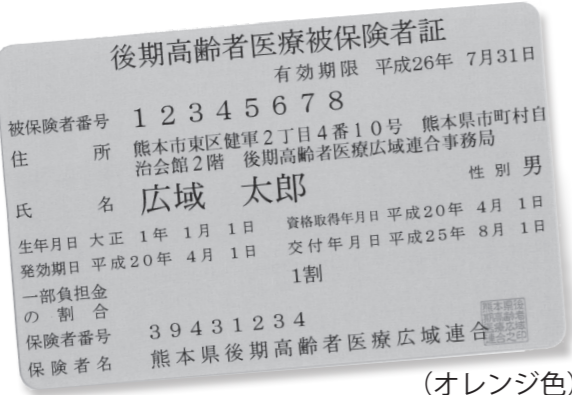 後期高齢者医療被保険者証
有効期限 平成26年 7月31日
被保険者番号 12345678
住所 熊本市東区健軍2丁目4番10号 熊本県市町村自
治会館2階 後期高齢者医療広域連合事務局
氏名 広域 太郎 性別 男
生年月日 大正 1年 1月 1日 資格取得年月日 平成20年 4月 1日
発効期日 平成20年 4月 1日 交付年月日 平成25年 8月 1日
一部負担金
の割合 1割
保険者番号 39431234
保険者名 熊本県後期高齢者医療広域連合
(オレンジ色)